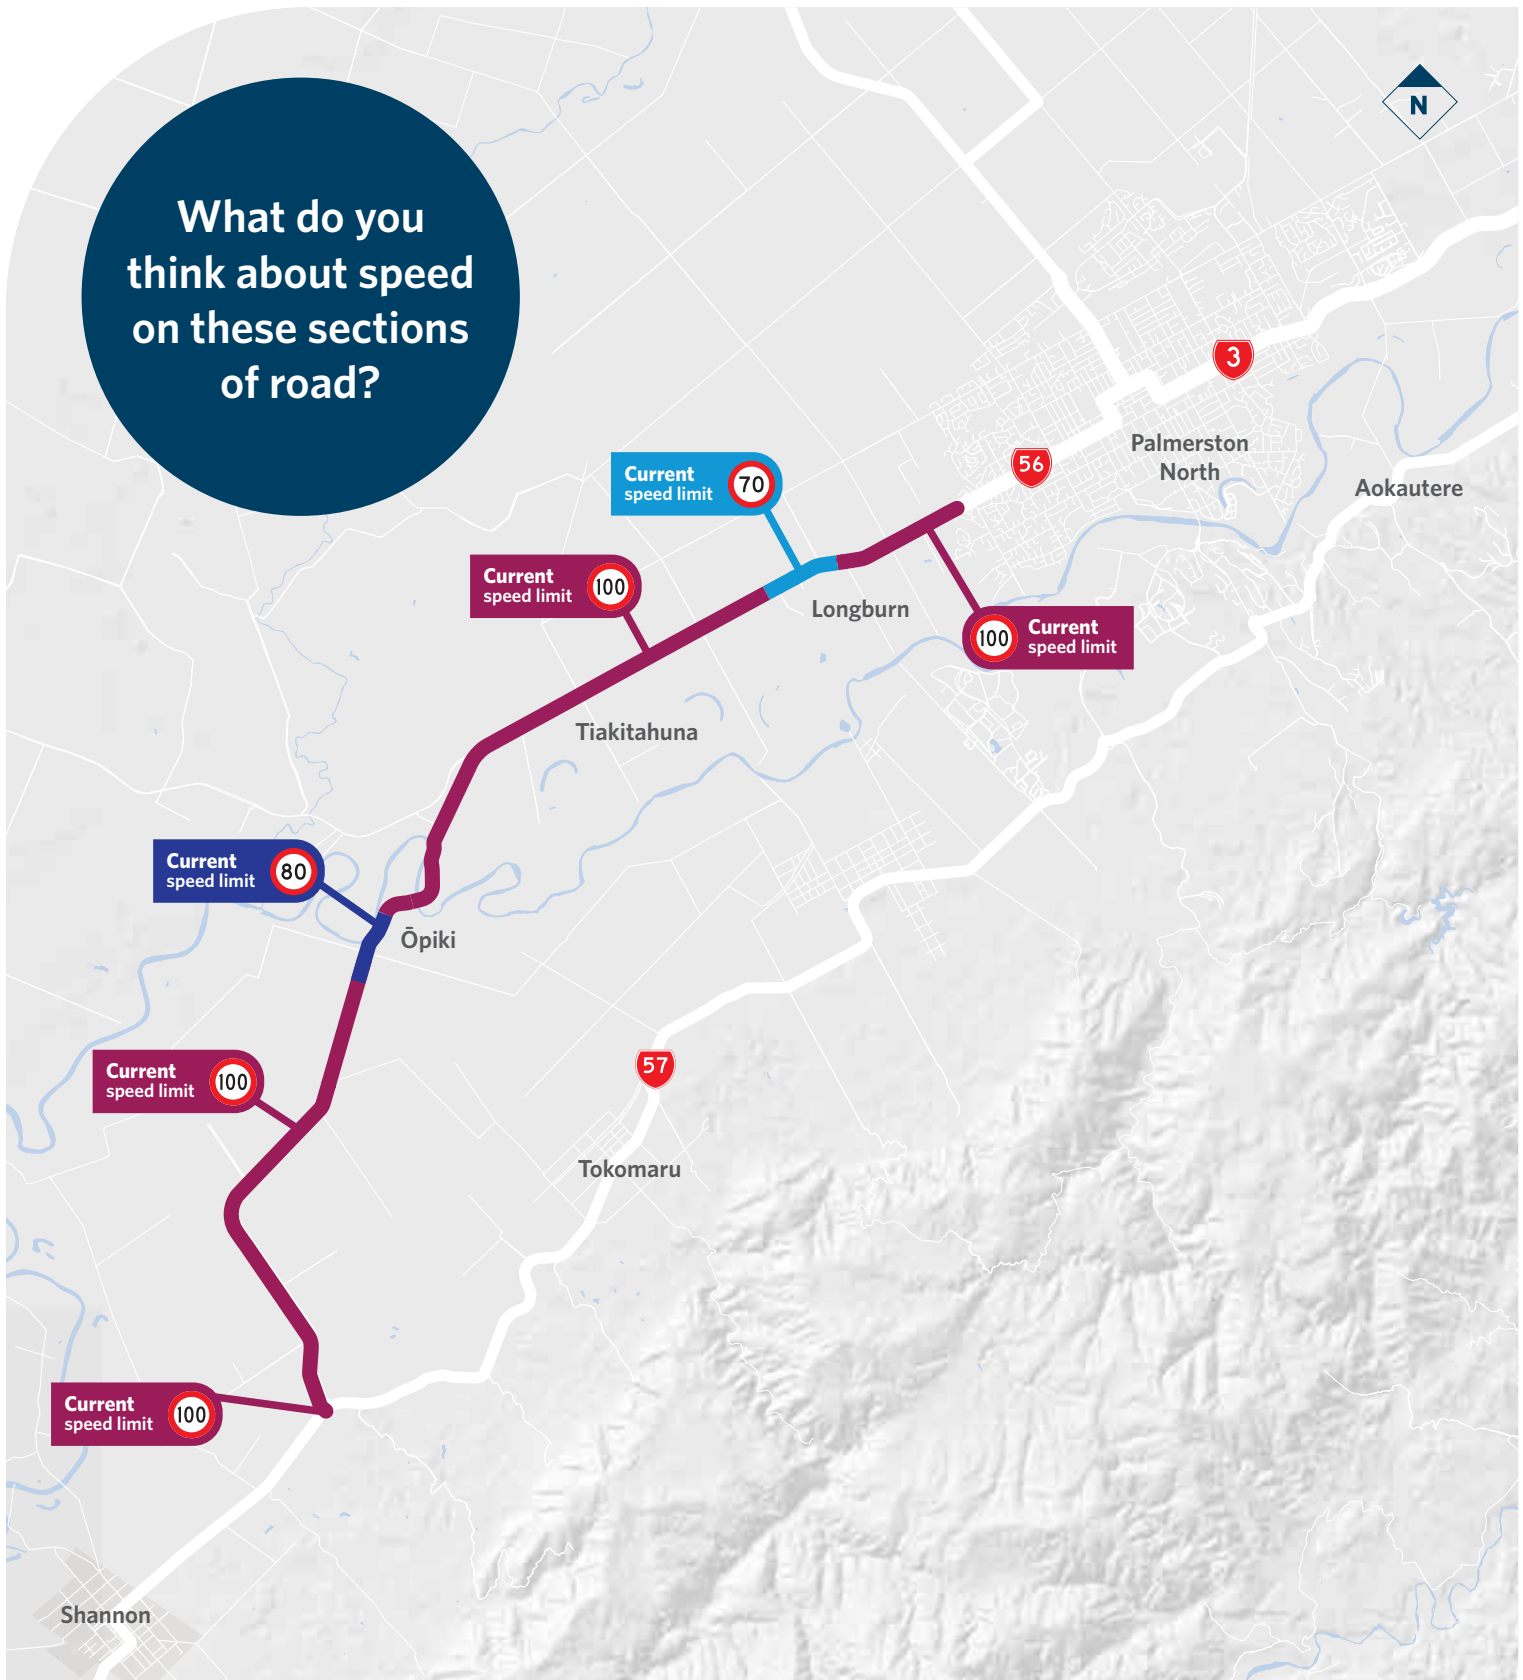 What do you
think about speed
on these sections
of road?
N
3
56
Palmerston
North
Aokautere
Current
speed limit
70
Current
speed limit
100
Longburn
100
Current
speed limit
Tiakitahuna
Current
speed limit
80
Ōpiki
Current
speed limit
100
57
Tokomaru
Current
speed limit
100
Shannon